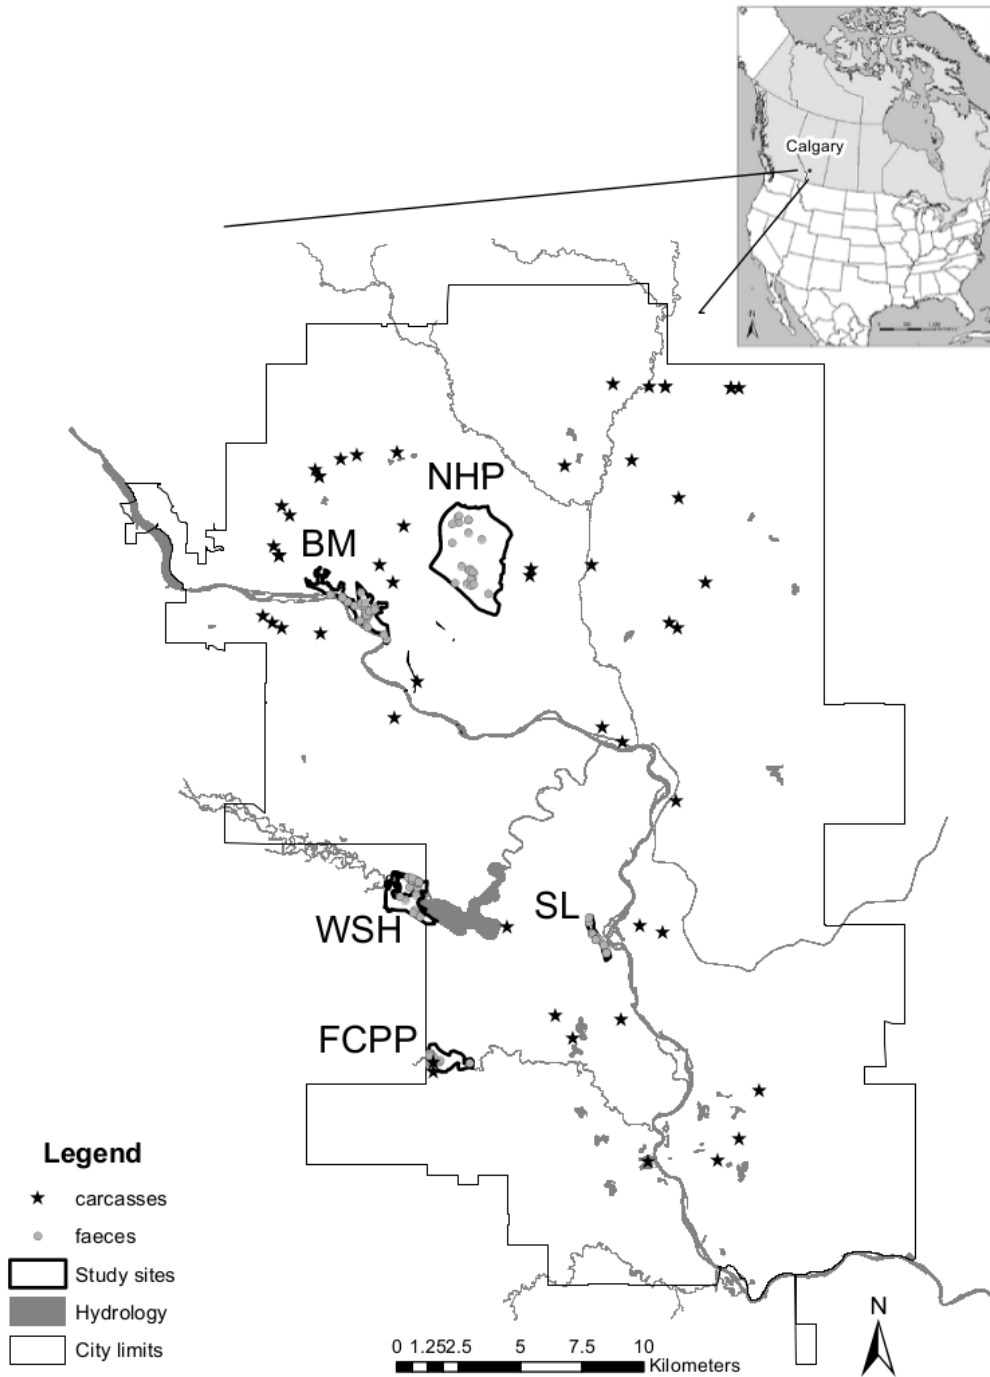 Calgary
N
NHP
BM
WSH
SL
FCPP
Legend
carcasses
faeces
Study sites
Hydrology
City limits
0 1.252.5 5 7.5 10
Kilometers
N